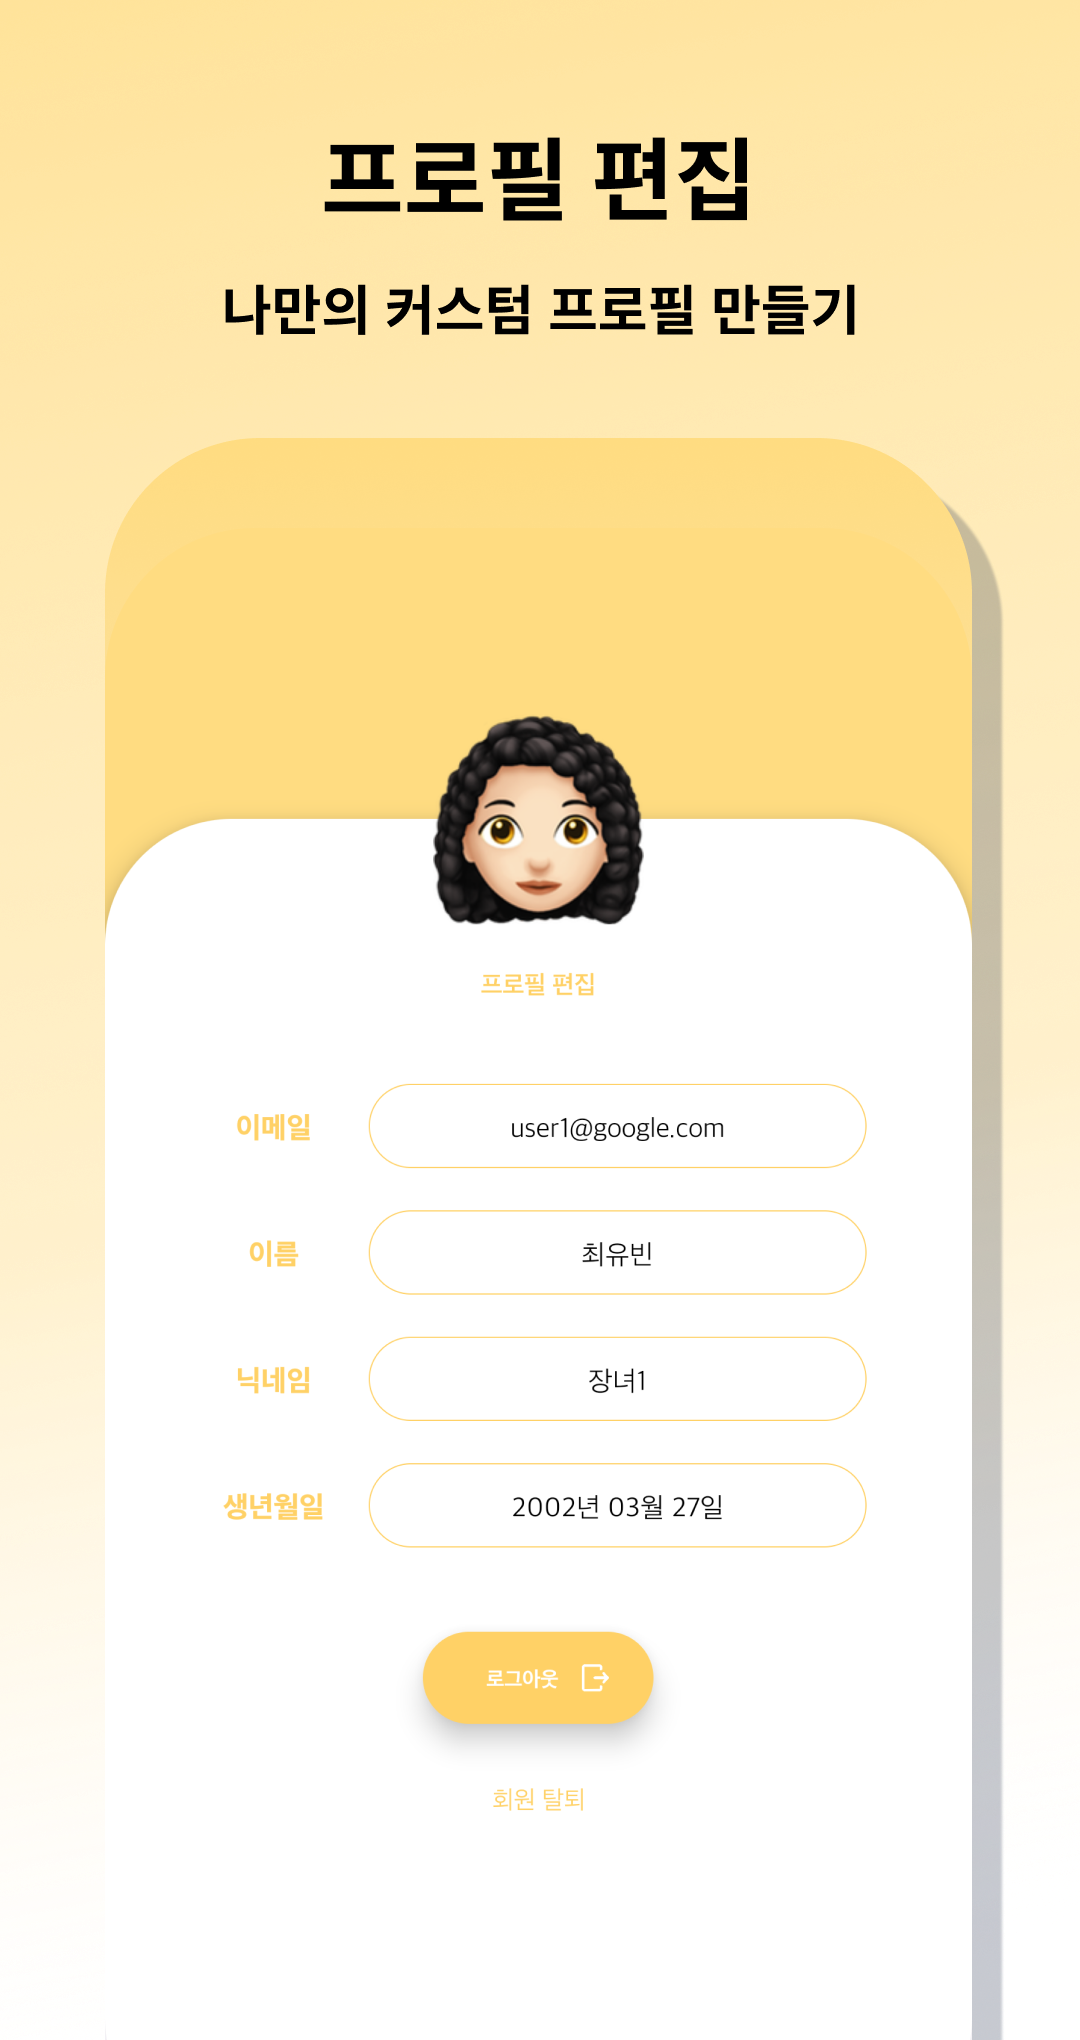 프로필 편집
나만의 커스텀 프로필 만들기
프로필 편집
이메일 user1@google.com
이름 최유빈
닉네임 장녀1
생년월일 2002년 03월 27일
로그아웃
회원 탈퇴